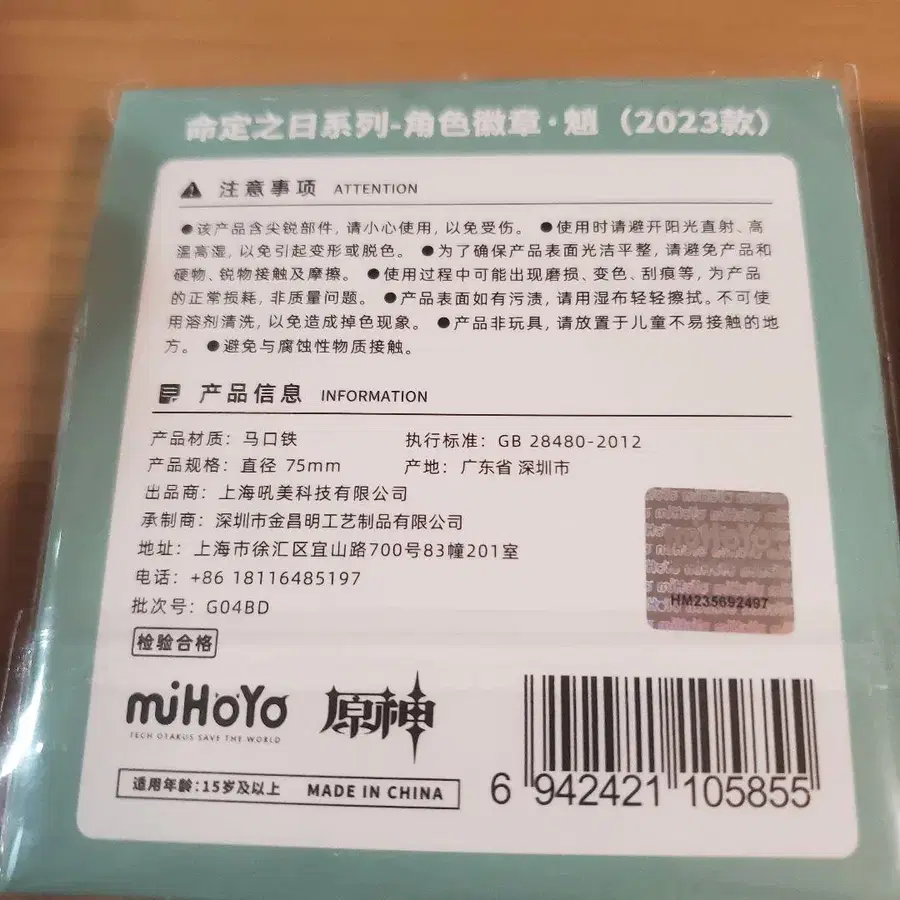 命定之日系列-角色徽章·魈（2023款）
注意事项 ATTENTION
●该产品含尖锐部件, 请小心使用, 以免受伤。 ●使用时请避开阳光直射、高
温高湿, 以免引起变形或脱色。 ●为了确保产品表面光洁平整, 请避免产品和
硬物、锐物接触及摩擦。 ●使用过程中可能出现磨损、变色、刮痕等, 为产品
的正常损耗, 非质量问题。 ●产品表面如有污渍, 请用湿布轻轻擦拭。不可使
用溶剂清洗, 以免造成掉色现象。 ●产品非玩具, 请放置于儿童不易接触的地
方。 ●避免与腐蚀性物质接触。
产品信息 INFORMATION
产品材质: 马口铁 执行标准: GB 28480-2012
产品规格: 直径 75mm 产地: 广东省 深圳市
出品商: 上海吼美科技有限公司
承制商: 深圳市金昌明工艺制品有限公司
地址: 上海市徐汇区宜山路700号83幢201室
电话: +86 18116485197
批次号: G04BD
检验合格
miHoYo
HM235692497
miHoYo 原神
TECH OTAKUS SAVE THE WORLD
适用年龄:15岁及以上 MADE IN CHINA
6 942421 105855